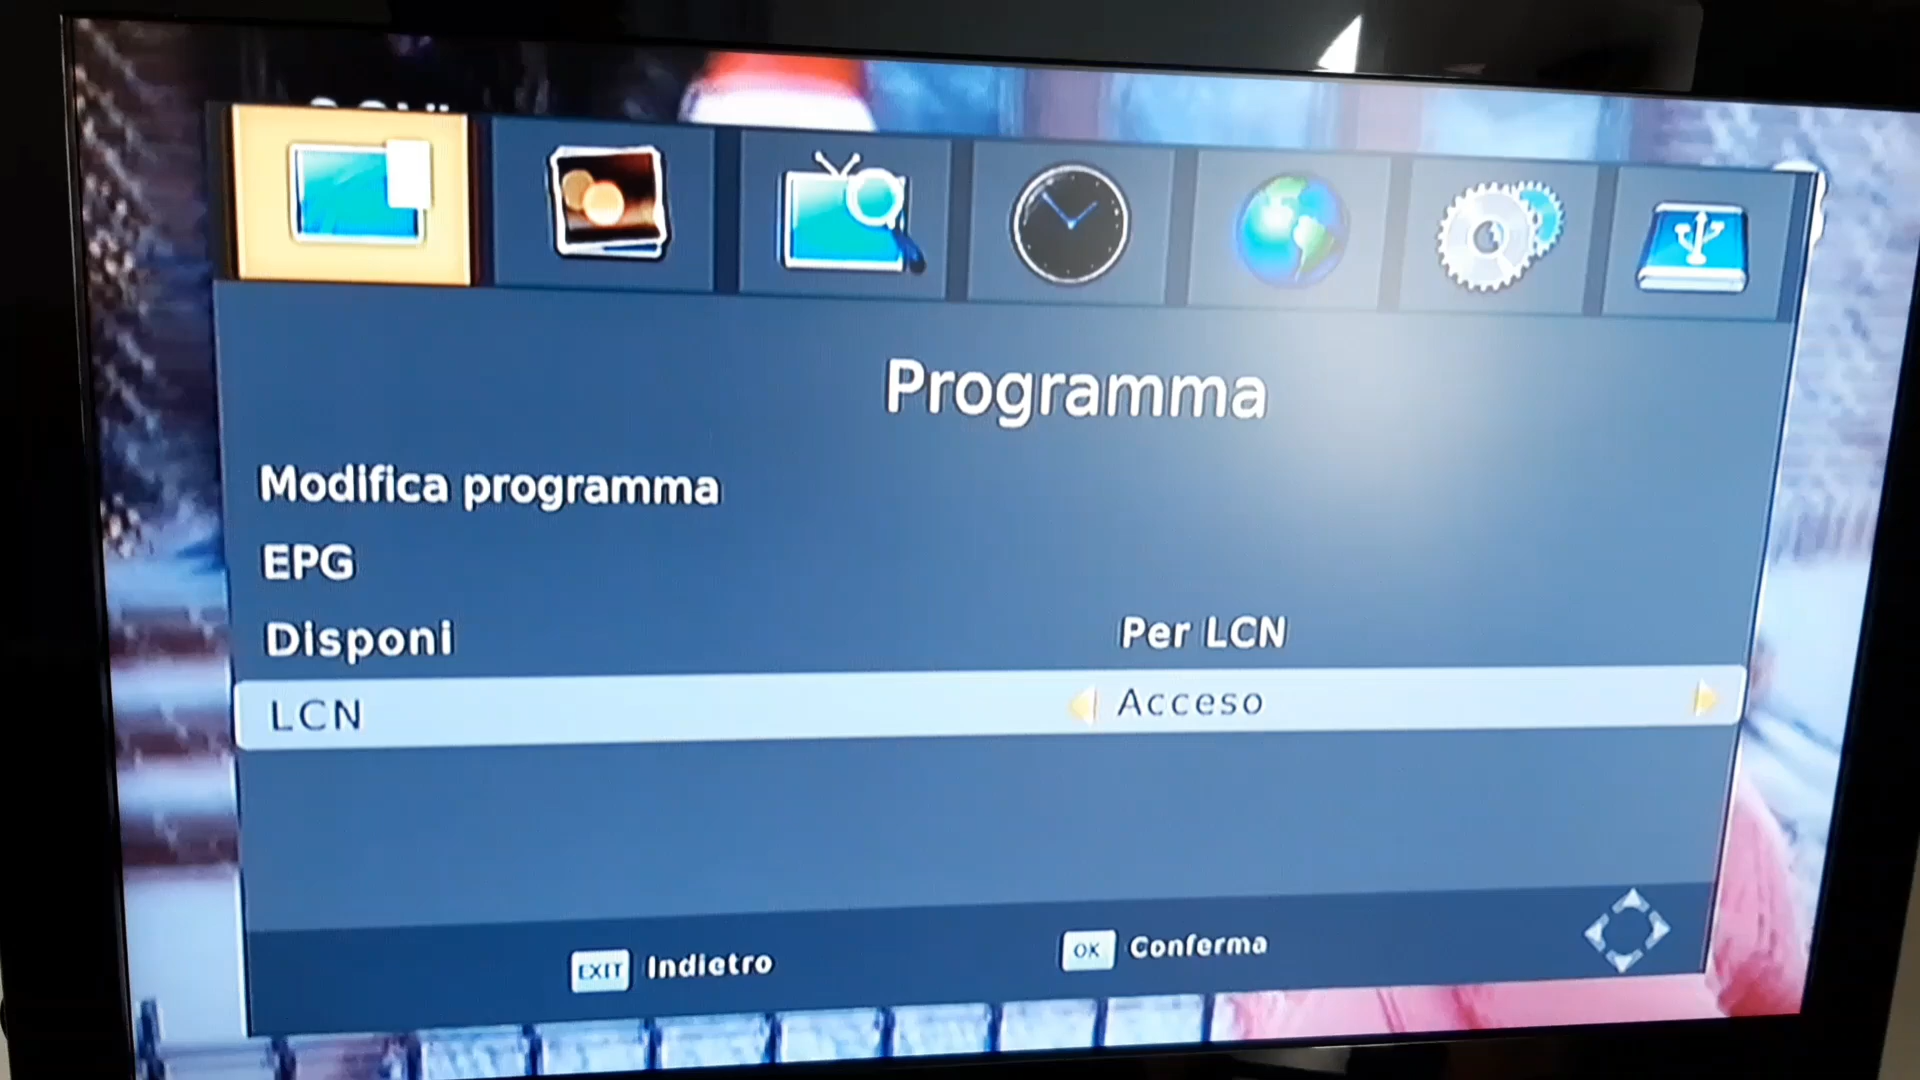 Programma
Modifica programma
EPG
Disponi Per LCN
LCN Acceso
EXIT Indietro OK Conferma